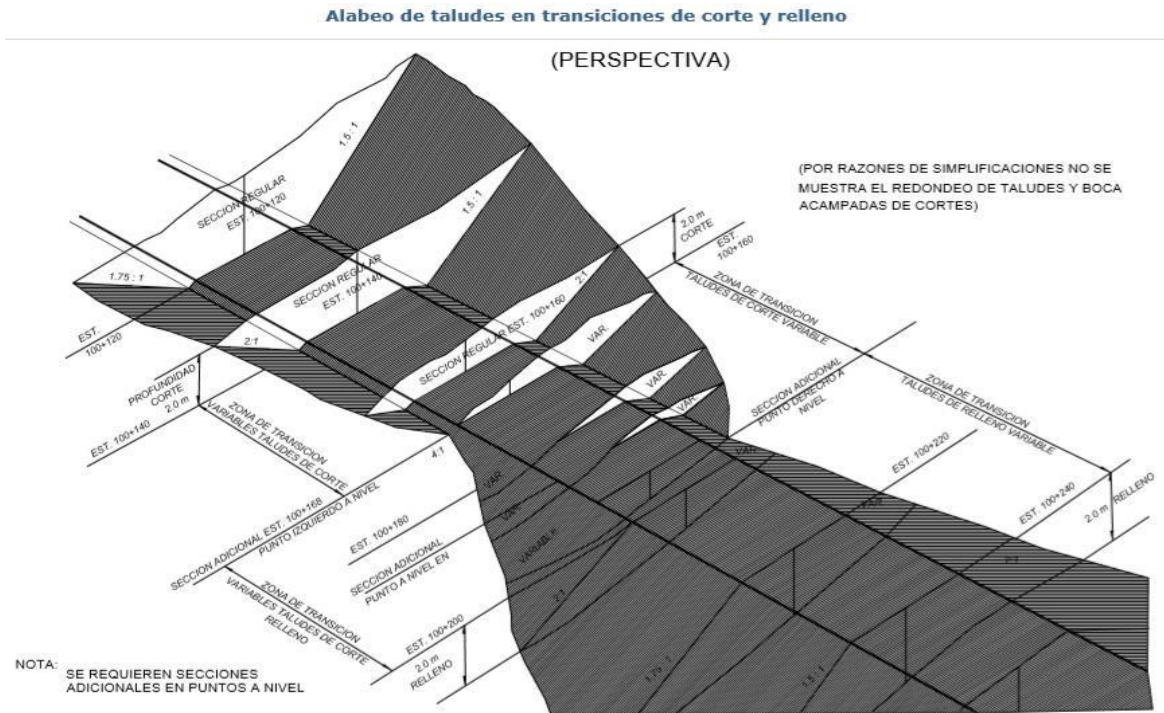 Alabeo de taludes en transiciones de corte y relleno
(PERSPECTIVA)
(POR RAZONES DE SIMPLIFICACIONES NO SE
MUESTRA EL REDONDEO DE TALUDES Y BOCA
ACAMPADAS DE CORTES)
1.5 : 1
SECCION REGULAR
EST. 100+120
1.5 : 1
2.0 m
CORTE
EST.
100+160
1.75 : 1
SECCION REGULAR
EST. 100+140
2:1
ZONA DE TRANSICION
TALUDES DE CORTE VARIABLE
EST.
100+120
2:1
SECCION REGULAR EST. 100+160
VAR.
PROFUNDIDAD
CORTE
2.0 m
VAR.
VAR.
SECCION ADICIONAL
PUNTO DERECHO A
NIVEL
ZONA DE TRANSICION
TALUDES DE RELLENO VARIABLE
EST. 100+140
ZONA DE TRANSICION
VARIABLES TALUDES DE CORTE
4:1
VAR.
VAR.
VAR.
EST. 100+220
EST. 100+240
2.0 m
RELLENO
SECCION ADICIONAL EST. 100+168
PUNTO IZQUIERDO A NIVEL
EST. 100+180
SECCION ADICIONAL
PUNTO A NIVEL EN
VARIABLE
2:1
ZONA DE TRANSICION
VARIABLES TALUDES DE CORTE
RELLENO
EST. 100+200
2.0 m
RELLENO
2:1
1.75 : 1
1.5 : 1
NOTA:
SE REQUIEREN SECCIONES
ADICIONALES EN PUNTOS A NIVEL